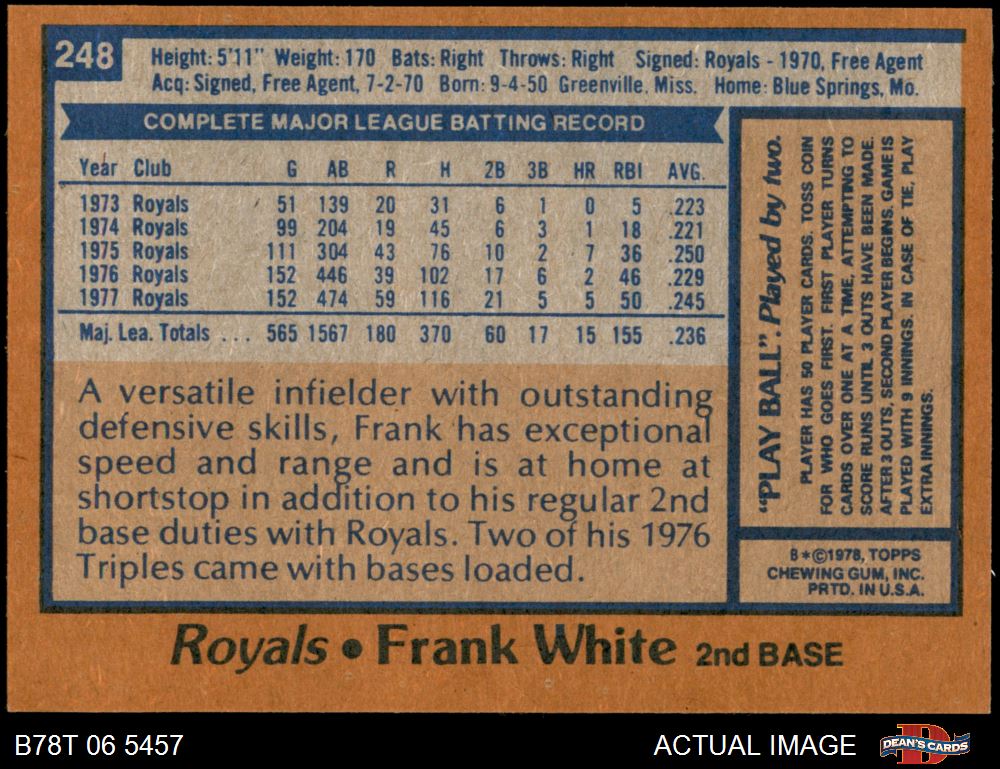 248
Height: 5'11" Weight: 170 Bats: Right Throws: Right Signed: Royals - 1970, Free Agent
Acq: Signed, Free Agent, 7-2-70 Born: 9-4-50 Greenville, Miss. Home: Blue Springs, Mo.
COMPLETE MAJOR LEAGUE BATTING RECORD
Year Club G AB R H 2B 3B HR RBI AVG.
1973 Royals 51 139 20 31 6 1 0 5 .223
1974 Royals 99 204 19 45 6 3 1 18 .221
1975 Royals 111 304 43 76 10 2 7 36 .250
1976 Royals 152 446 39 102 17 6 2 46 .229
1977 Royals 152 474 59 116 21 5 5 50 .245
Maj. Lea. Totals . . . 565 1567 180 370 60 17 15 155 .236
A versatile infielder with outstanding
defensive skills, Frank has exceptional
speed and range and is at home at
shortstop in addition to his regular 2nd
base duties with Royals. Two of his 1976
Triples came with bases loaded.
"PLAY BALL". Played by two.
PLAYER HAS 50 PLAYER CARDS. TOSS COIN
FOR WHO GOES FIRST. FIRST PLAYER TURNS
CARDS OVER ONE AT A TIME, ATTEMPTING TO
SCORE RUNS UNTIL 3 OUTS HAVE BEEN MADE.
AFTER 3 OUTS, SECOND PLAYER BEGINS. GAME IS
PLAYED WITH 9 INNINGS. IN CASE OF TIE, PLAY
EXTRA INNINGS.
B*©1978, TOPPS
CHEWING GUM, INC.
PRTD. IN U.S.A.
Royals • Frank White 2nd BASE
B78T 06 5457
ACTUAL IMAGE
D
DEAN'S CARDS